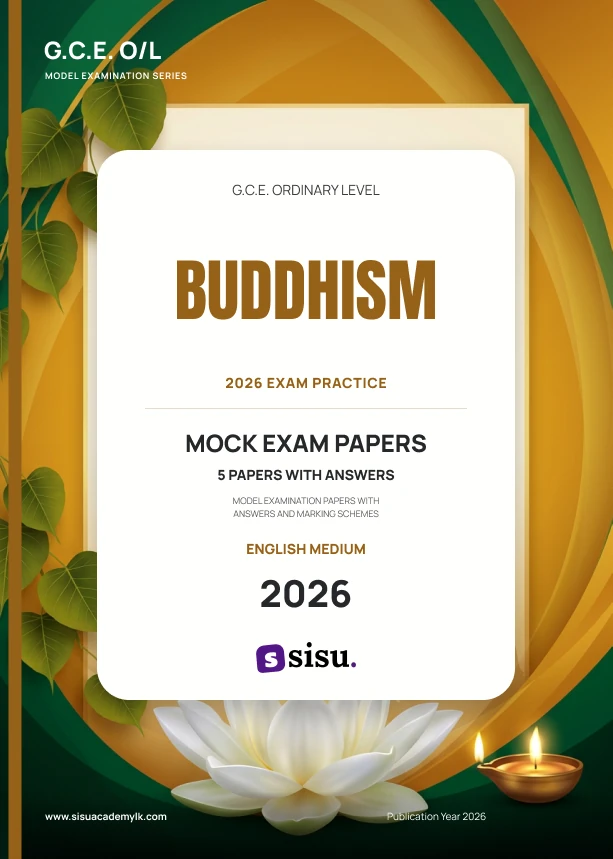 G.C.E. O/L
MODEL EXAMINATION SERIES
G.C.E. ORDINARY LEVEL
BUDDHISM
2026 EXAM PRACTICE
MOCK EXAM PAPERS
5 PAPERS WITH ANSWERS
MODEL EXAMINATION PAPERS WITH
ANSWERS AND MARKING SCHEMES
ENGLISH MEDIUM
2026
s sisu.
www.sisuacademylk.com
Publication Year 2026